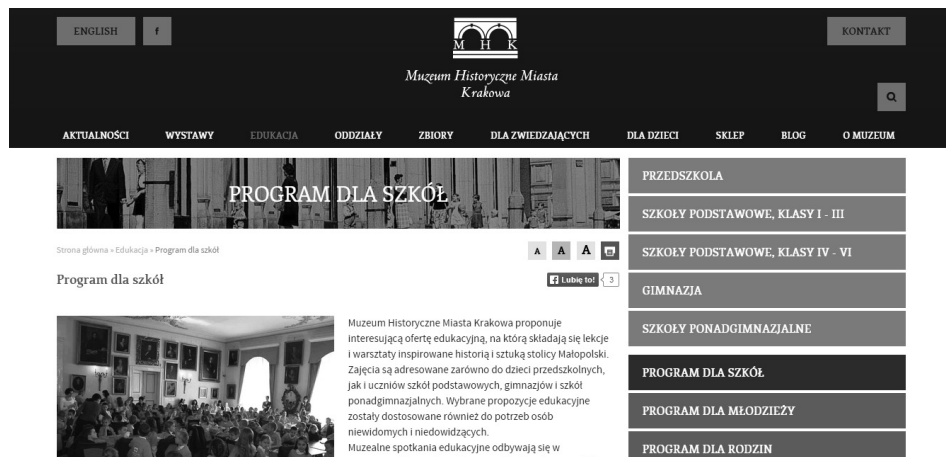 ENGLISH
f
KONTAKT
M H K
Muzeum Historyczne Miasta
Krakowa
AKTUALNOŚCI WYSTAWY EDUKACJA ODDZIAŁY ZBIORY DLA ZWIEDZAJĄCYCH DLA DZIECI SKLEP BLOG O MUZEUM
PROGRAM DLA SZKÓŁ
Strona główna » Edukacja » Program dla szkół
A A A
Program dla szkół
f Lubię to! 3
Muzeum Historyczne Miasta Krakowa proponuje
interesującą ofertę edukacyjną, na którą składają się lekcje
i warsztaty inspirowane historią i sztuką stolicy Małopolski.
Zajęcia są adresowane zarówno do dzieci przedszkolnych,
jak i uczniów szkół podstawowych, gimnazjów i szkół
ponadgimnazjalnych. Wybrane propozycje edukacyjne
zostały dostosowane również do potrzeb osób
niewidomych i niedowidzących.
Muzealne spotkania edukacyjne odbywają się w
PRZEDSZKOLA
SZKOŁY PODSTAWOWE, KLASY I - III
SZKOŁY PODSTAWOWE, KLASY IV - VI
GIMNAZJA
SZKOŁY PONADGIMNAZJALNE
PROGRAM DLA SZKÓŁ
PROGRAM DLA MŁODZIEŻY
PROGRAM DLA RODZIN